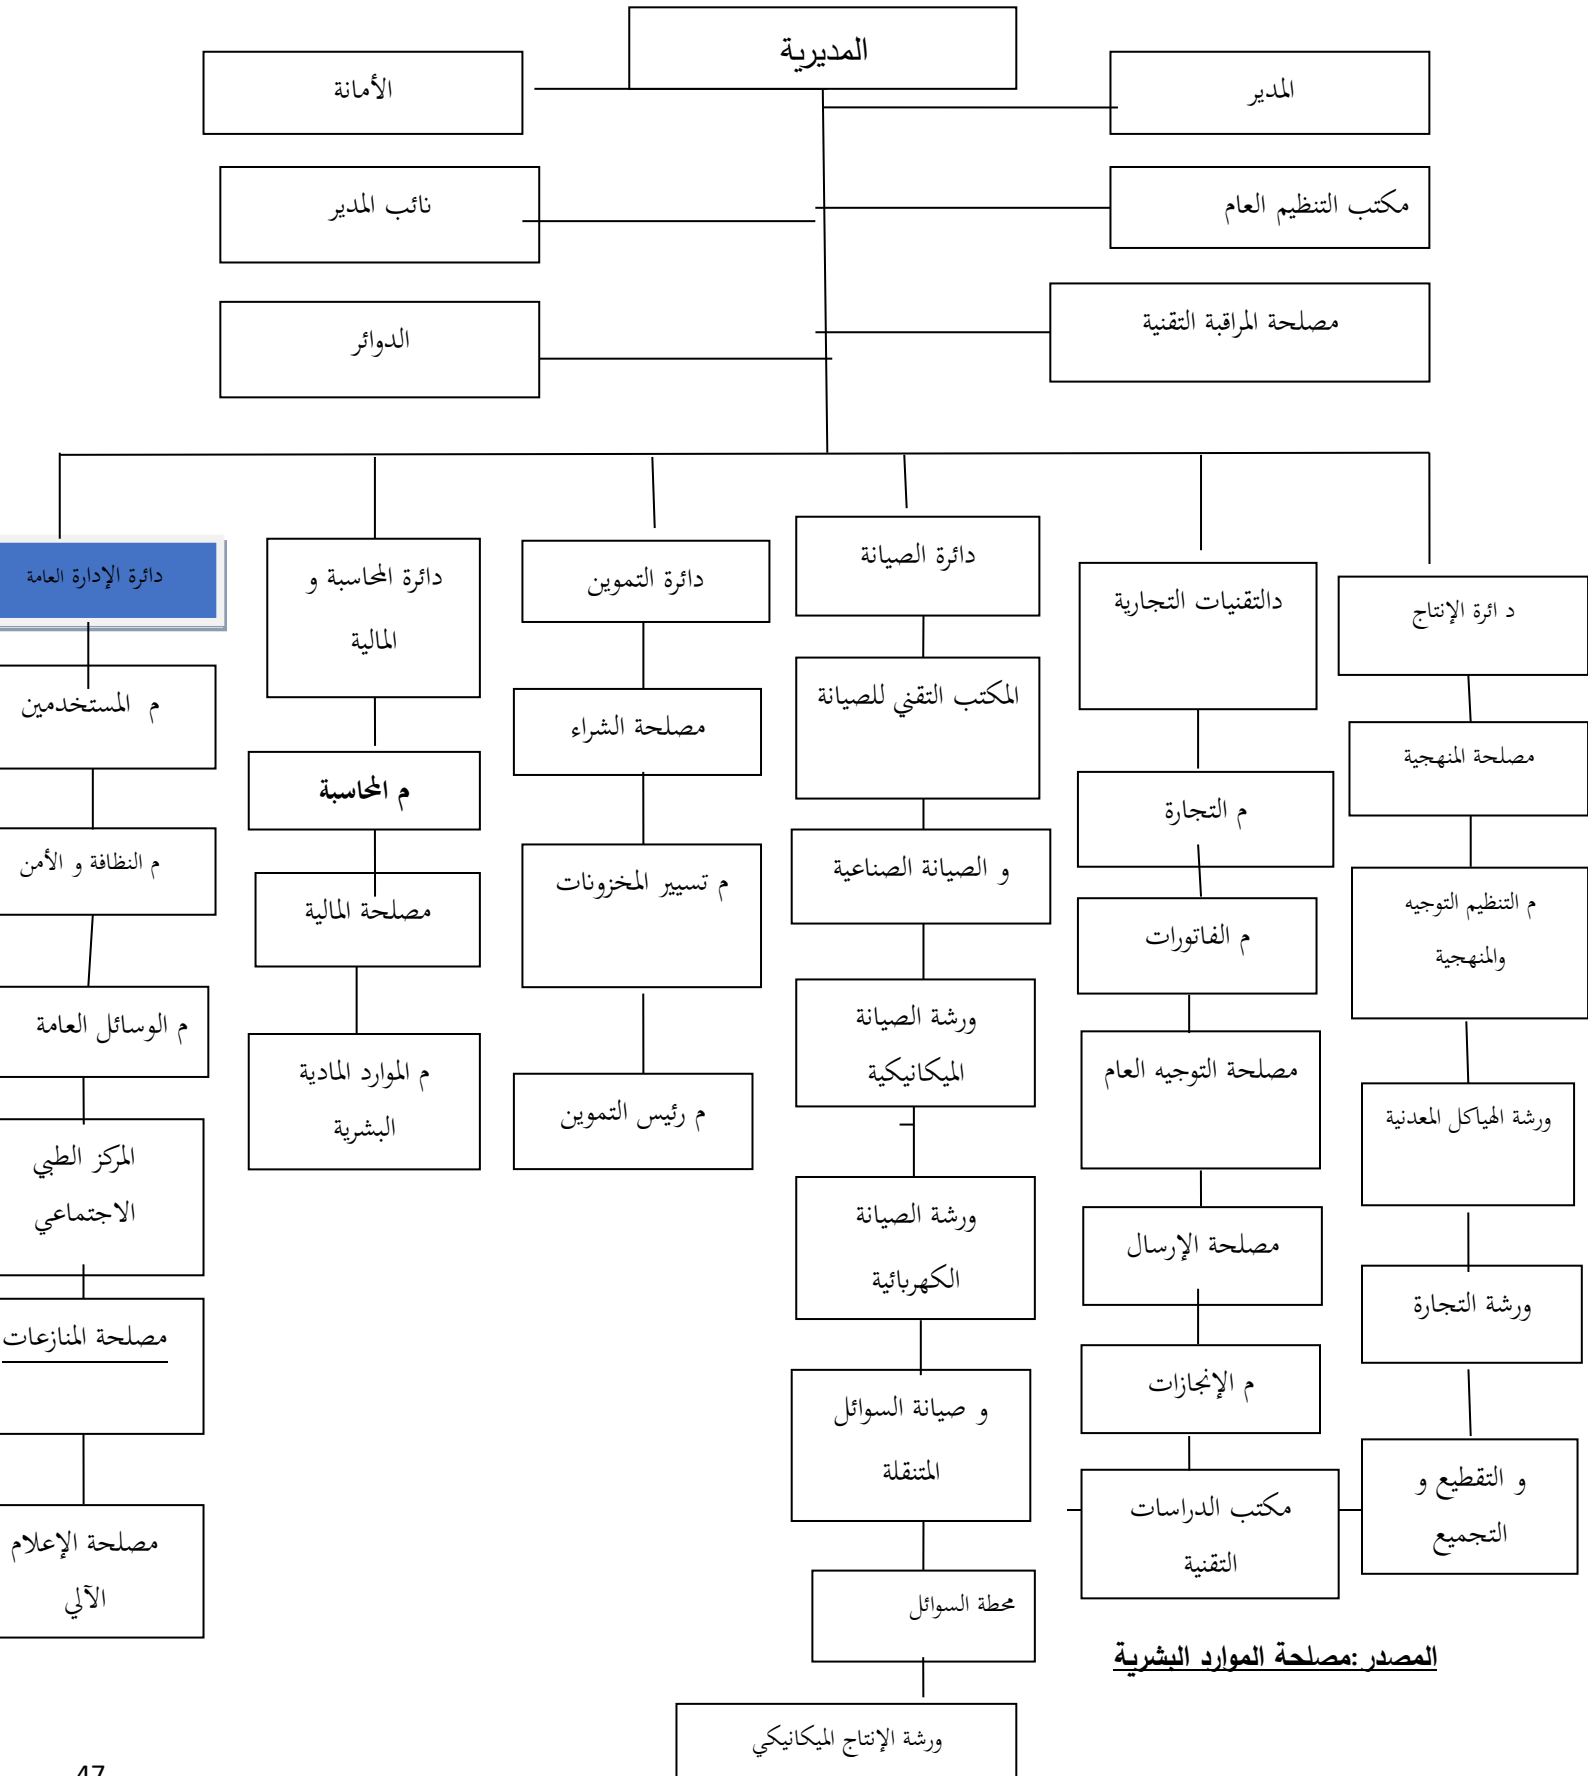 المديرية
المدير
الأمانة
مكتب التنظيم العام
نائب المدير
مصلحة المراقبة التقنية
الدوائر
د ائرة الإنتاج
مصلحة المنهجية
م التنظيم التوجيه
والمنهجية
ورشة الهياكل المعدنية
ورشة التجارة
و التقطيع و
التجميع
دالتقنيات التجارية
م التجارة
م الفاتورات
مصلحة التوجيه العام
مصلحة الإرسال
م الإنجازات
مكتب الدراسات
التقنية
دائرة الصيانة
المكتب التقني للصيانة
و الصيانة الصناعية
ورشة الصيانة
الميكانيكية
ورشة الصيانة
الكهربائية
و صيانة السوائل
المتنقلة
محطة السوائل
ورشة الإنتاج الميكانيكي
دائرة التموين
مصلحة الشراء
م تسيير المخزونات
م رئيس التموين
دائرة المحاسبة و
المالية
م المحاسبة
مصلحة المالية
م الموارد المادية
البشرية
دائرة الإدارة العامة
م المستخدمين
م النظافة و الأمن
م الوسائل العامة
المركز الطبي
الاجتماعي
مصلحة المنازعات
مصلحة الإعلام
الآلي
المصدر :مصلحة الموارد البشرية
47